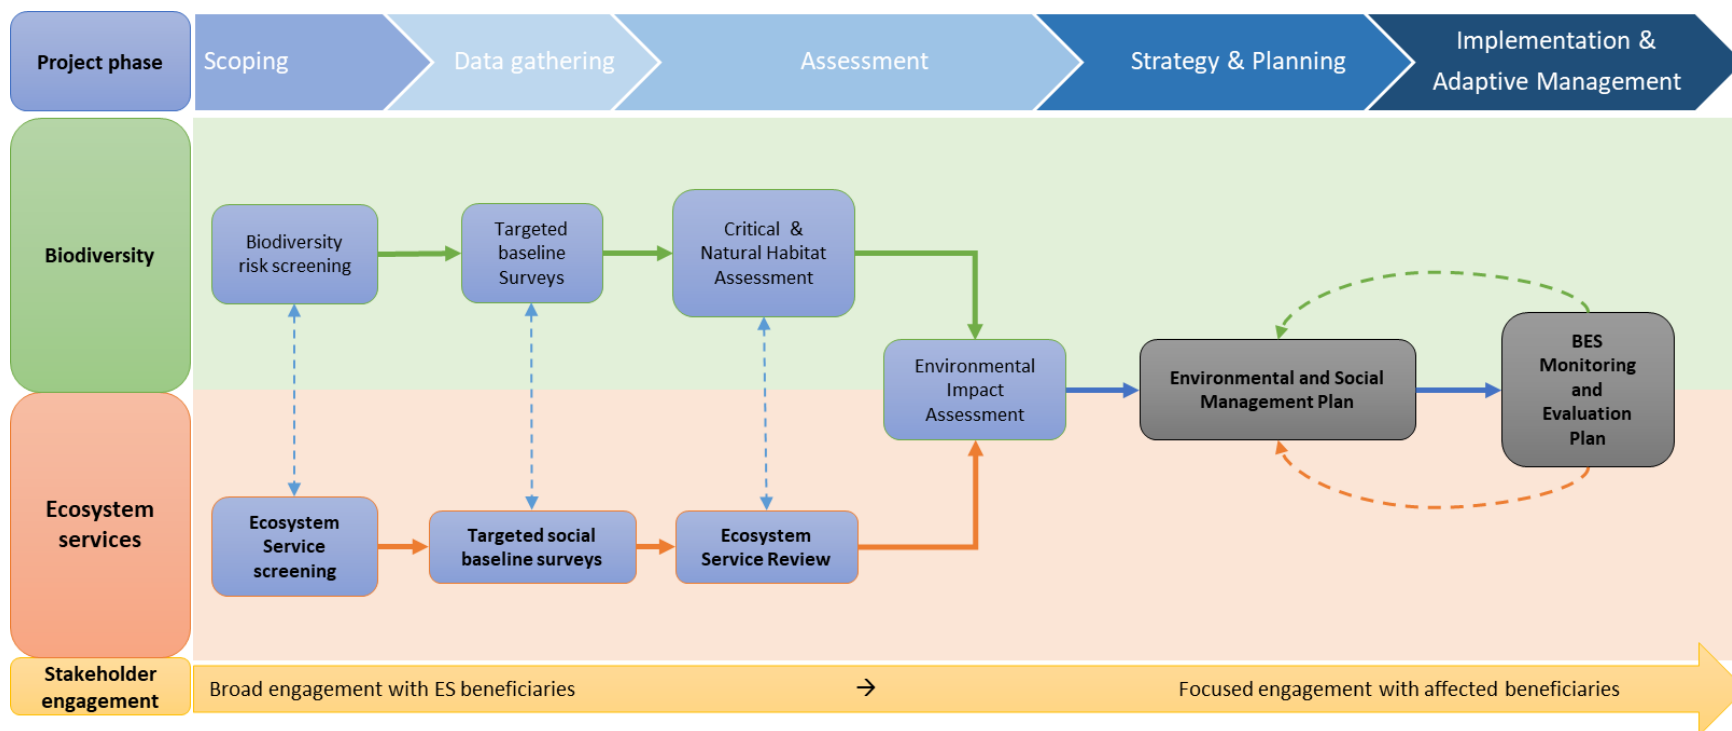 Project phase
Scoping
Data gathering
Assessment
Strategy & Planning
Implementation &
Adaptive Management
Biodiversity
Biodiversity
risk screening
Targeted
baseline
Surveys
Critical &
Natural Habitat
Assessment
Environmental
Impact
Assessment
Environmental and Social
Management Plan
BES
Monitoring
and
Evaluation
Plan
Ecosystem
services
Ecosystem
Service
screening
Targeted social
baseline surveys
Ecosystem
Service Review
Stakeholder
engagement
Broad engagement with ES beneficiaries → Focused engagement with affected beneficiaries